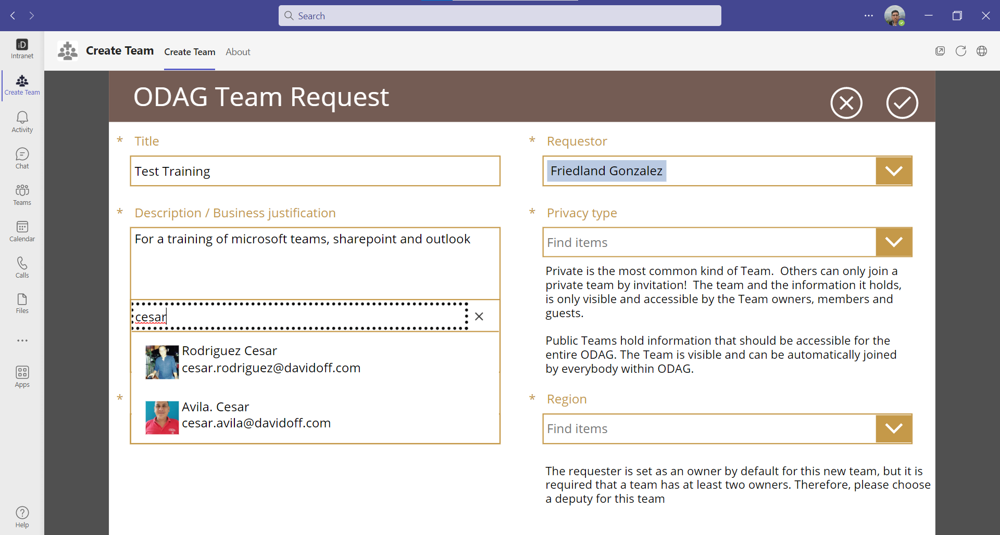 Search
iD
Intranet
Create Team
Activity
Chat
Teams
Calendar
Calls
Files
Apps
Help
Create Team
Create Team
About
ODAG Team Request
* Title
Test Training
* Description / Business justification
For a training of microsoft teams, sharepoint and outlook
cesar
Rodriguez Cesar
cesar.rodriguez@davidoff.com
*
Avila. Cesar
cesar.avila@davidoff.com
* Requestor
Friedland Gonzalez
* Privacy type
Find items
Private is the most common kind of Team.  Others can only join a
private team by invitation!  The team and the information it holds,
is only visible and accessible by the Team owners, members and
guests.
Public Teams hold information that should be accessible for the
entire ODAG. The Team is visible and can be automatically joined
by everybody within ODAG.
* Region
Find items
The requester is set as an owner by default for this new team, but it is
required that a team has at least two owners. Therefore, please choose
a deputy for this team